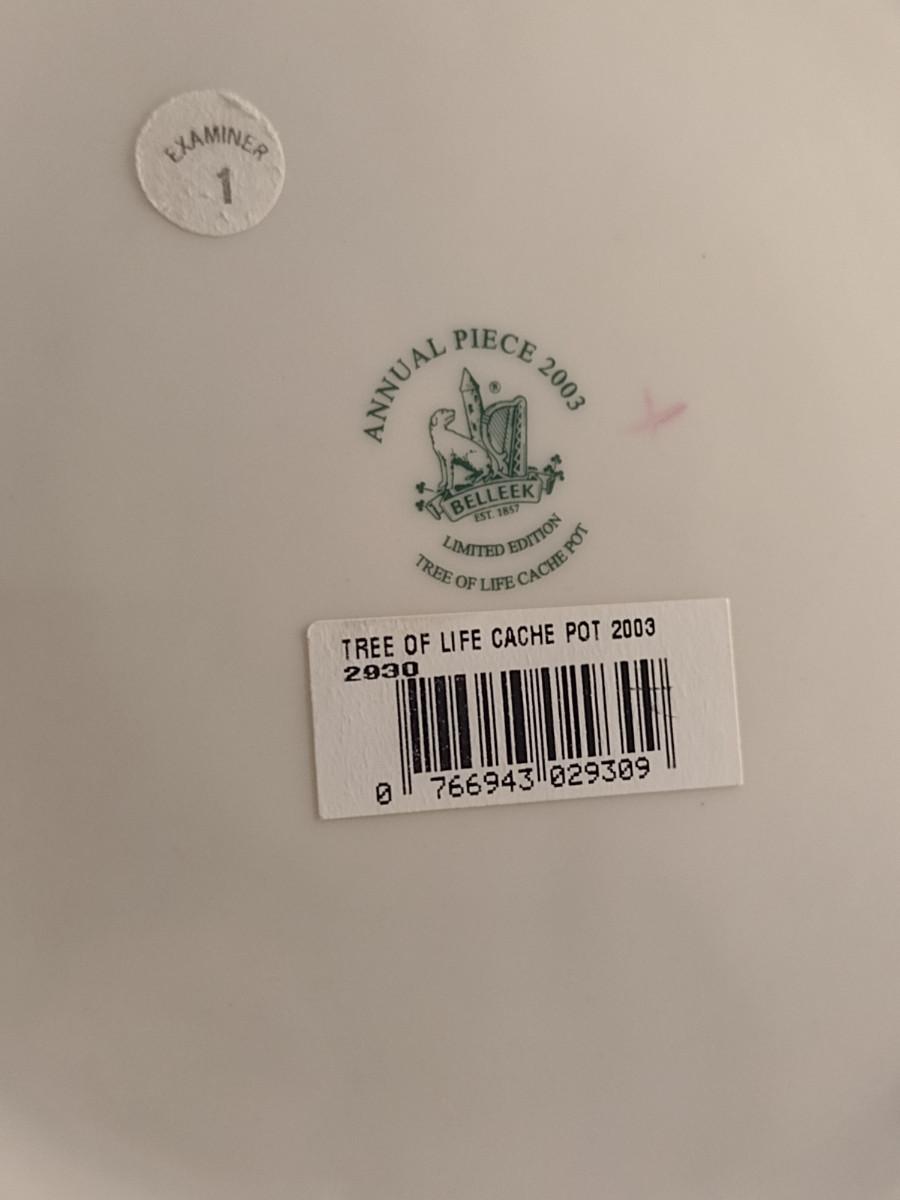 EXAMINER
1
ANNUAL PIECE 2003
®
BELLEEK
EST. 1857
LIMITED EDITION
TREE OF LIFE CACHE POT
TREE OF LIFE CACHE POT 2003
2930
0 766943 029309